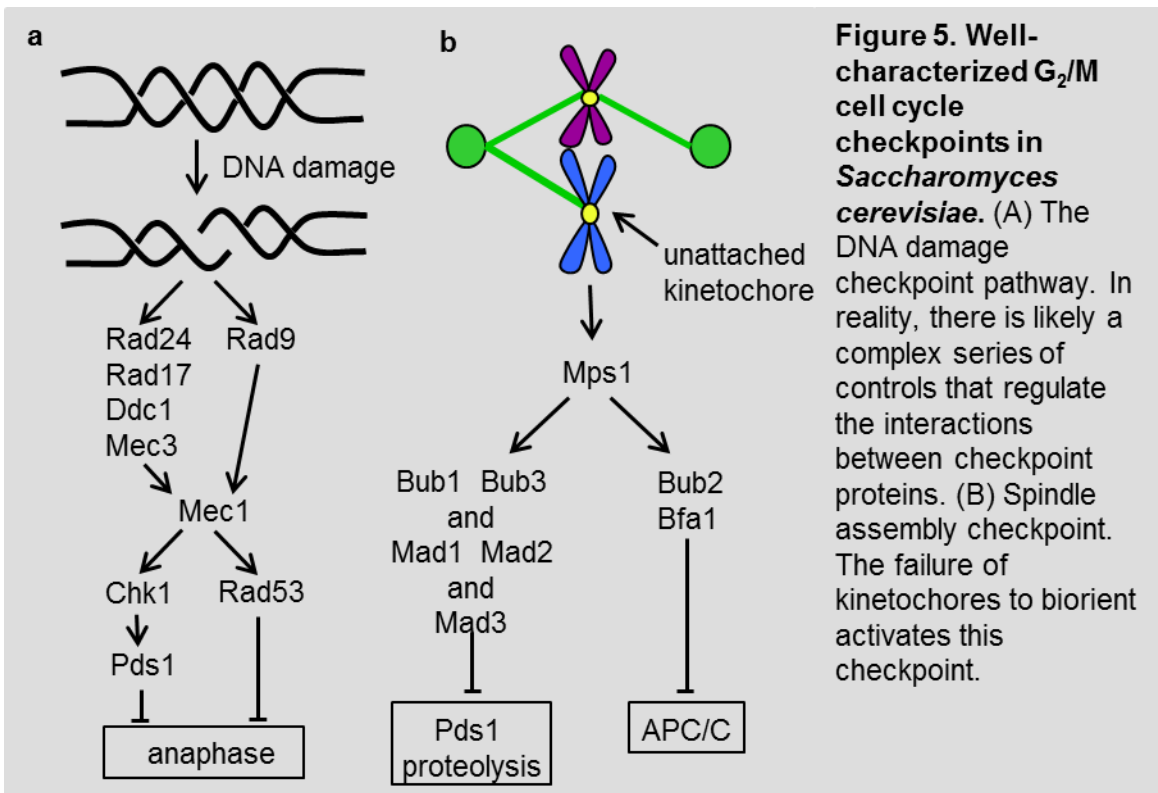 a
DNA damage
Rad24 Rad9
Rad17
Ddc1
Mec3
Mec1
Chk1 Rad53
Pds1
anaphase
b
unattached
kinetochore
Mps1
Bub1 Bub3
and
Mad1 Mad2
and
Mad3
Bub2
Bfa1
Pds1
proteolysis
APC/C
Figure 5. Well-
characterized G₂/M
cell cycle
checkpoints in
Saccharomyces
cerevisiae. (A) The
DNA damage
checkpoint pathway. In
reality, there is likely a
complex series of
controls that regulate
the interactions
between checkpoint
proteins. (B) Spindle
assembly checkpoint.
The failure of
kinetochores to biorient
activates this
checkpoint.